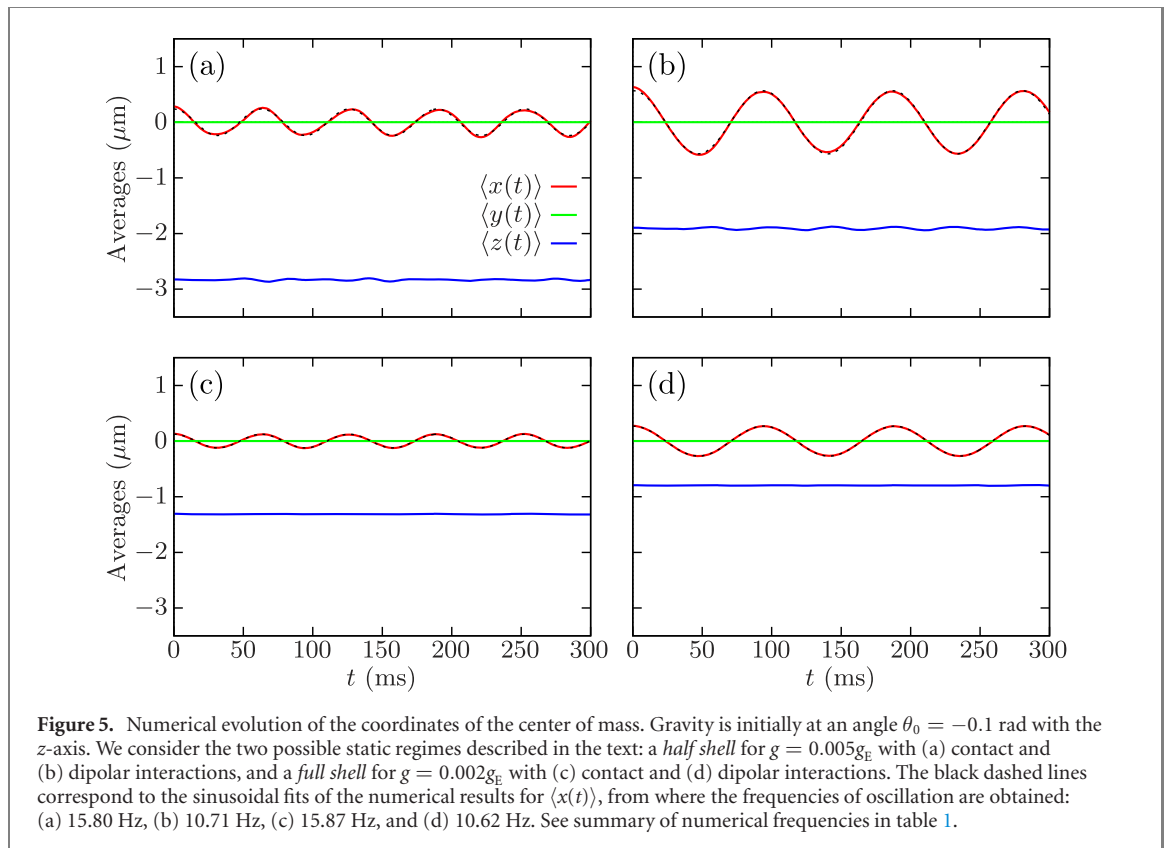 (a)
(b)
1
0
−1
−2
−3
Averages (μm)
⟨x(t)⟩
⟨y(t)⟩
⟨z(t)⟩
(c)
(d)
1
0
−1
−2
−3
Averages (μm)
0 50 100 150 200 250 300
0 50 100 150 200 250 300
t (ms)
t (ms)
Figure 5. Numerical evolution of the coordinates of the center of mass. Gravity is initially at an angle θ₀ = −0.1 rad with the
z-axis. We consider the two possible static regimes described in the text: a half shell for g = 0.005g_E with (a) contact and
(b) dipolar interactions, and a full shell for g = 0.002g_E with (c) contact and (d) dipolar interactions. The black dashed lines
correspond to the sinusoidal fits of the numerical results for ⟨x(t)⟩, from where the frequencies of oscillation are obtained:
(a) 15.80 Hz, (b) 10.71 Hz, (c) 15.87 Hz, and (d) 10.62 Hz. See summary of numerical frequencies in table 1.